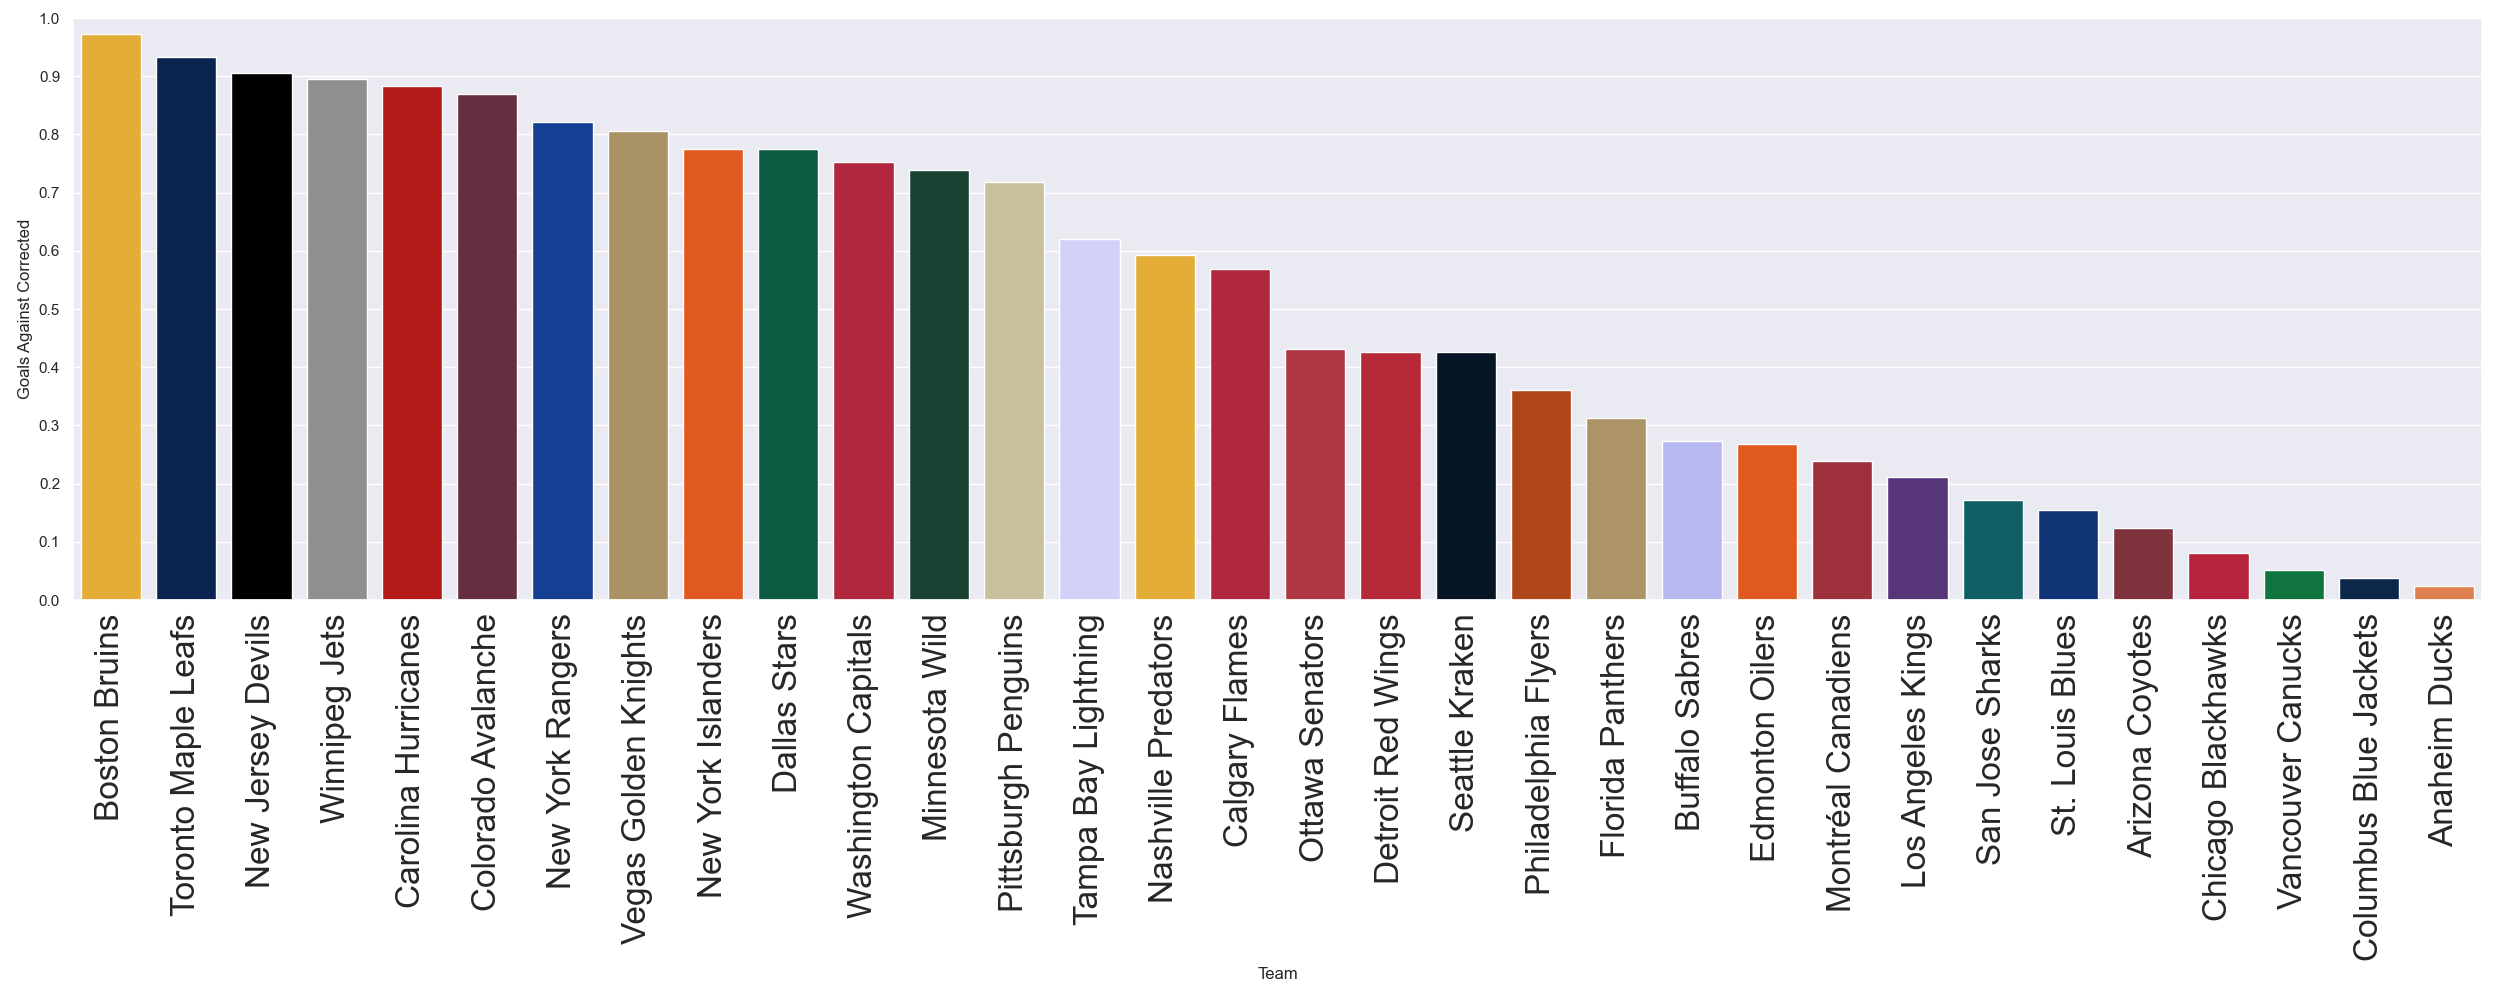 1.0
0.9
0.8
0.7
0.6
0.5
0.4
0.3
0.2
0.1
0.0
Goals Against Corrected
Boston Bruins
Toronto Maple Leafs
New Jersey Devils
Winnipeg Jets
Carolina Hurricanes
Colorado Avalanche
New York Rangers
Vegas Golden Knights
New York Islanders
Dallas Stars
Washington Capitals
Minnesota Wild
Pittsburgh Penguins
Tampa Bay Lightning
Nashville Predators
Calgary Flames
Ottawa Senators
Detroit Red Wings
Seattle Kraken
Philadelphia Flyers
Florida Panthers
Buffalo Sabres
Edmonton Oilers
Montréal Canadiens
Los Angeles Kings
San Jose Sharks
St. Louis Blues
Arizona Coyotes
Chicago Blackhawks
Vancouver Canucks
Columbus Blue Jackets
Anaheim Ducks
Team